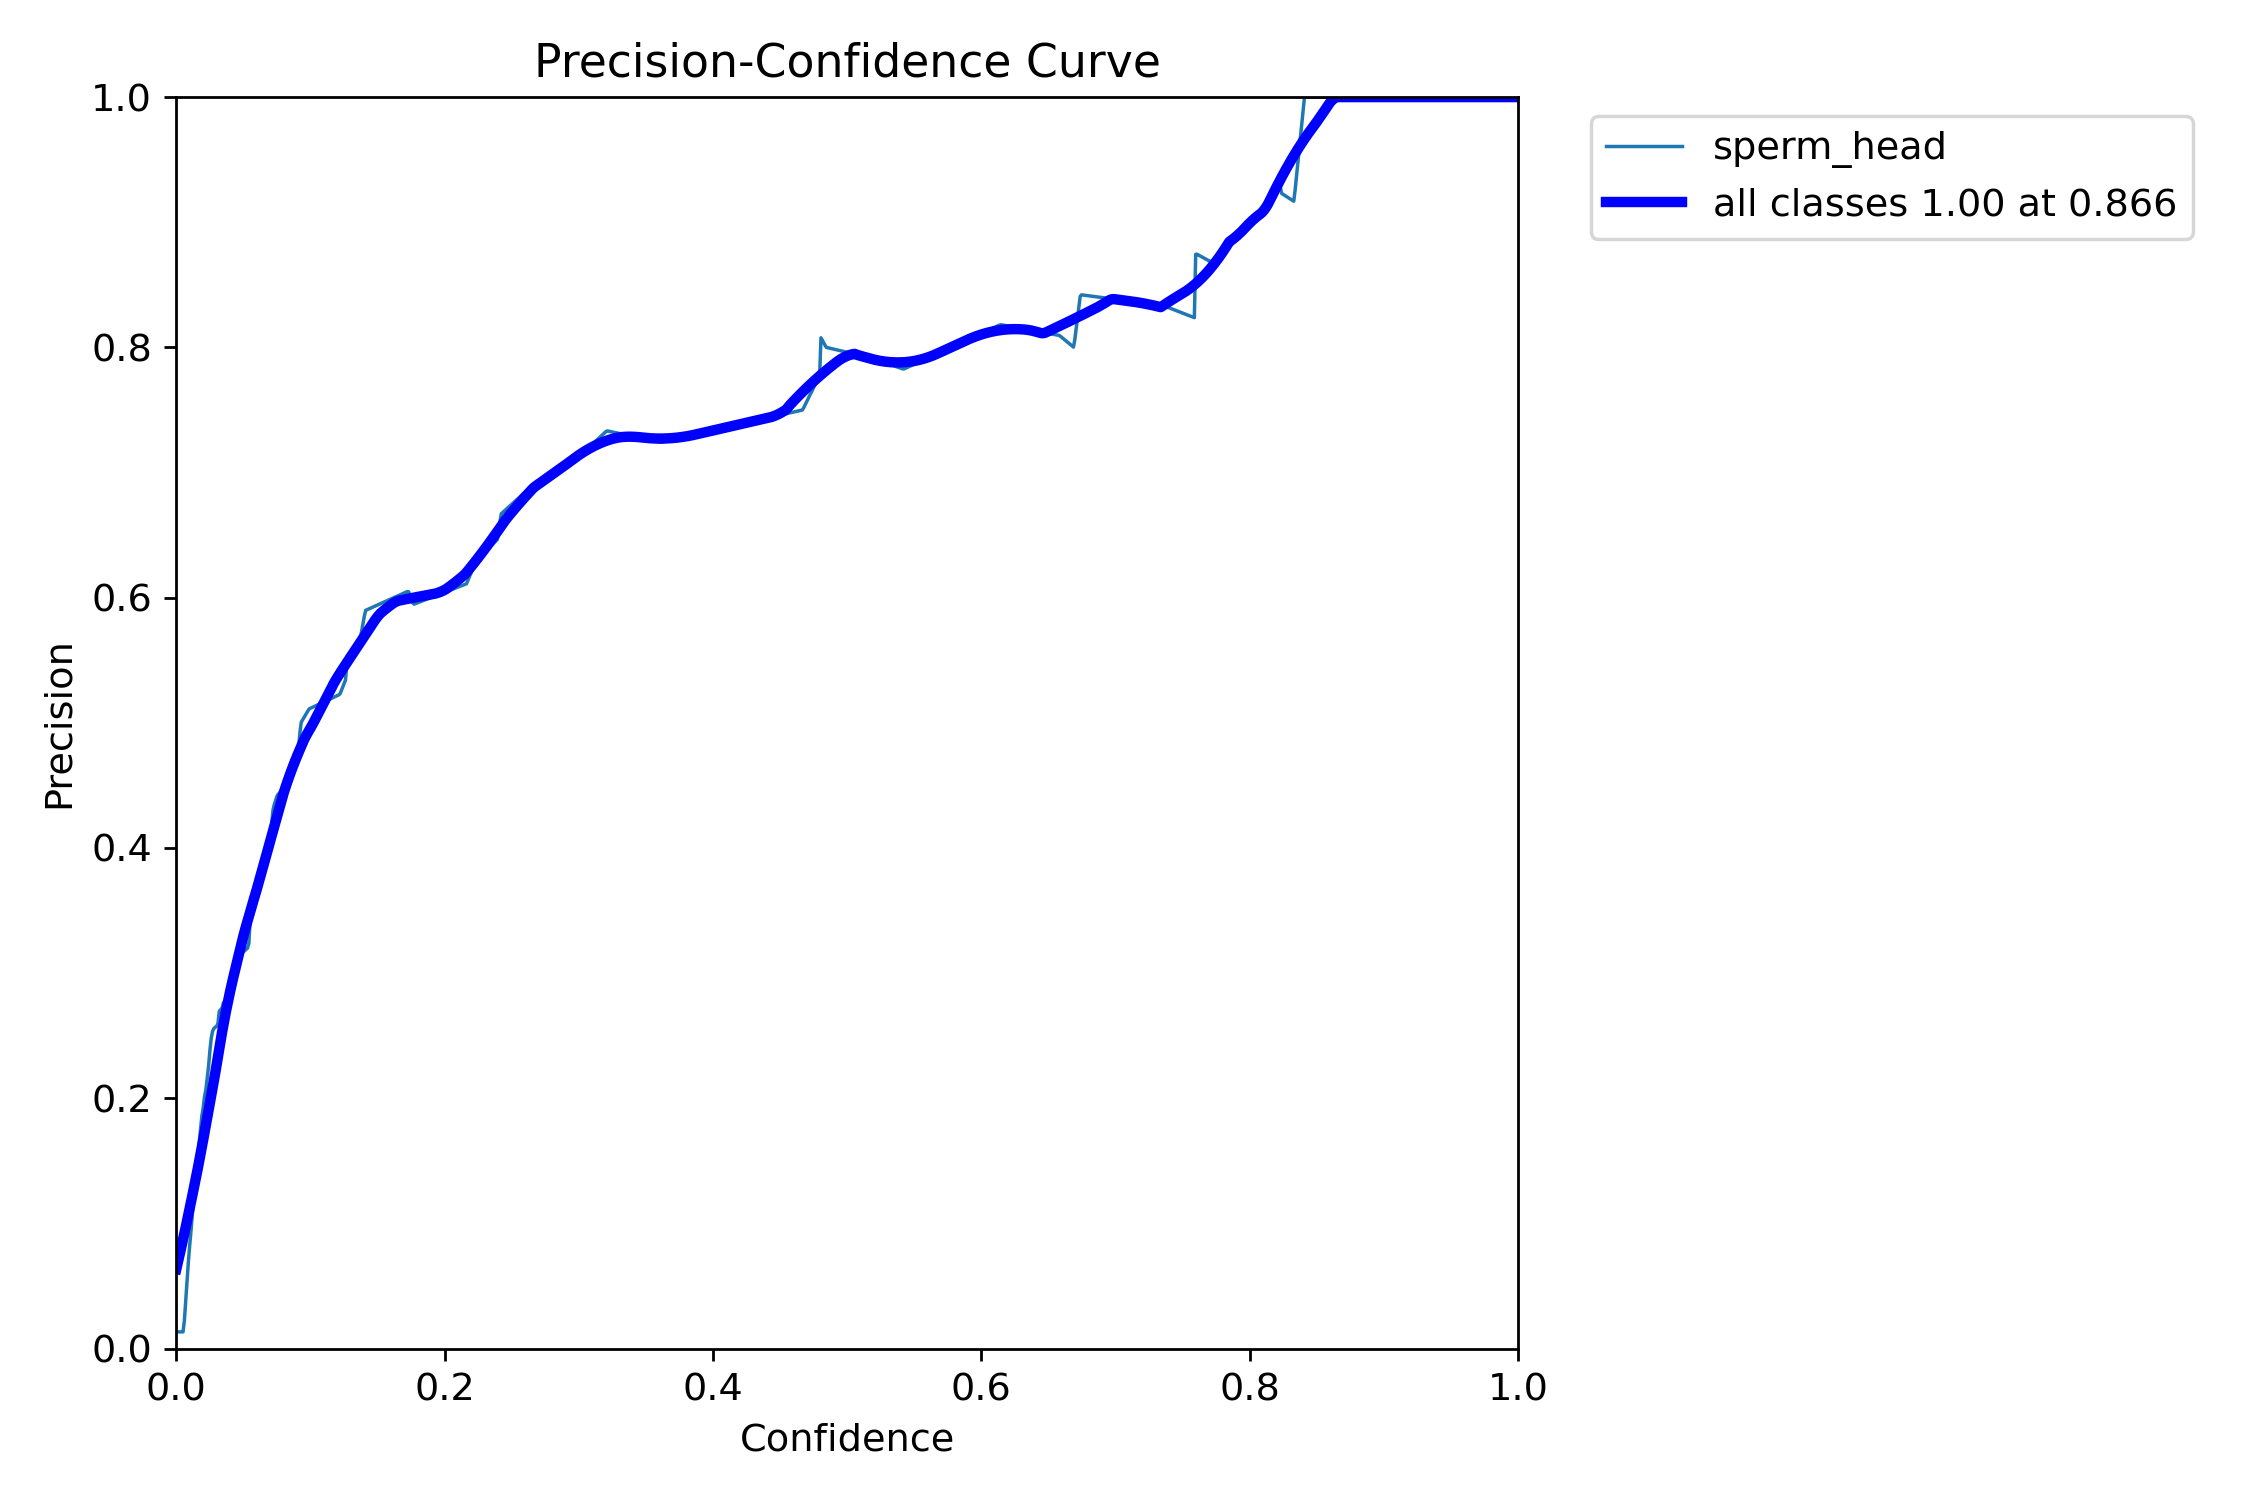 Precision-Confidence Curve
1.0
0.8
0.6
0.4
0.2
0.0
Precision
0.0 0.2 0.4 0.6 0.8 1.0
Confidence
sperm_head
all classes 1.00 at 0.866